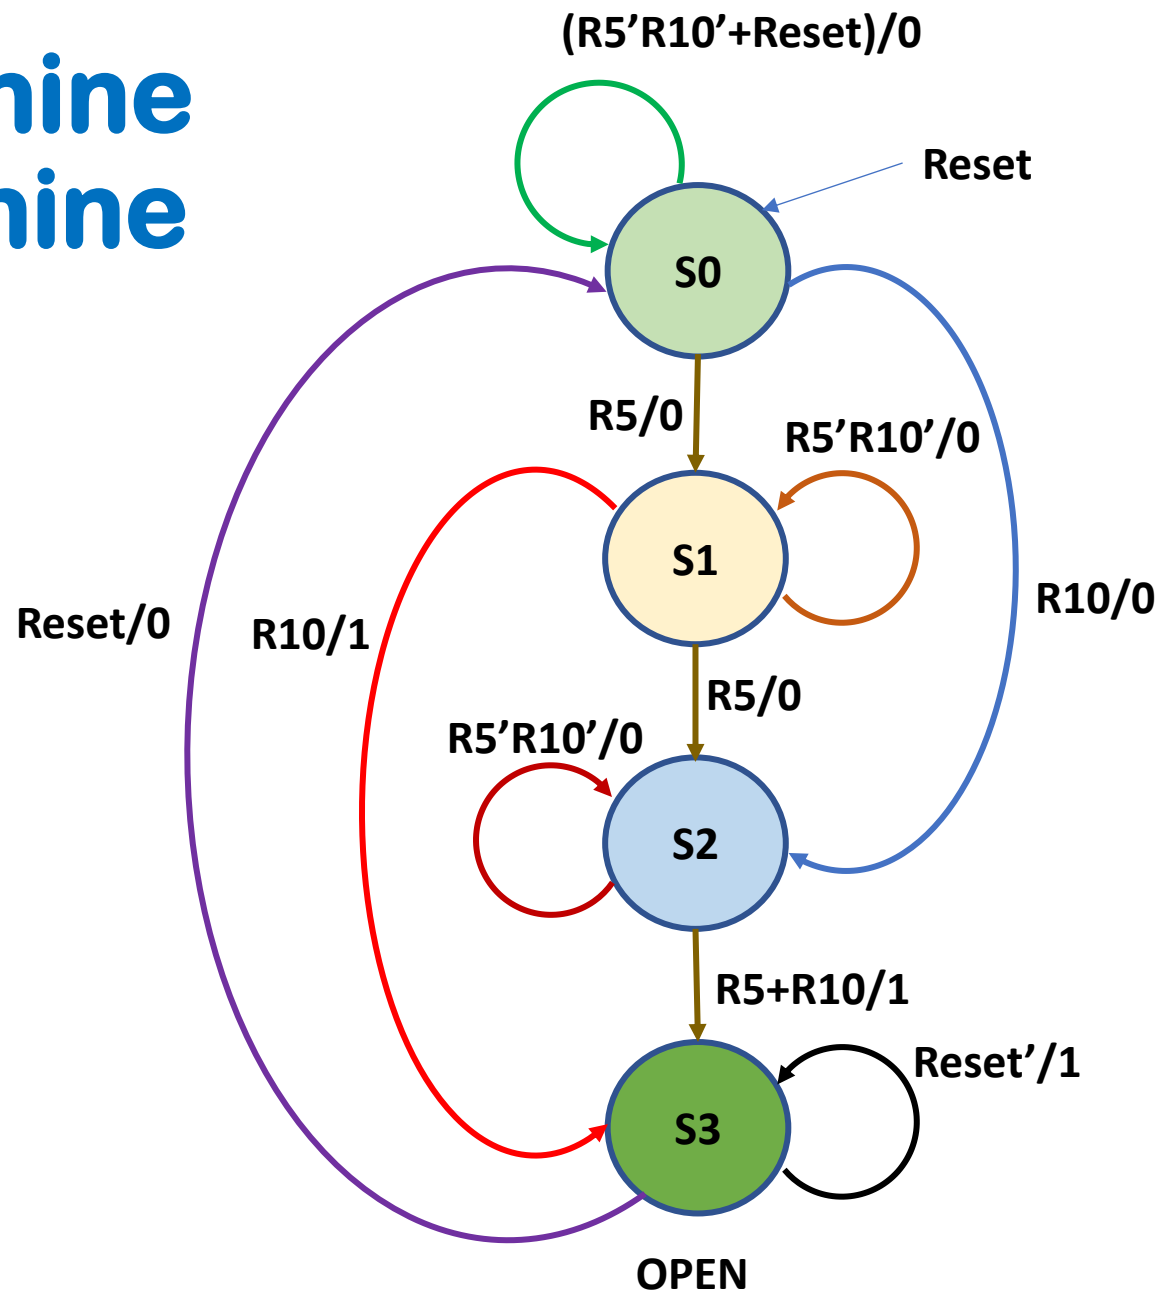 (R5’R10’+Reset)/0
hine
hine
Reset
S0
R5/0
R5’R10’/0
S1
R10/0
Reset/0
R10/1
R5/0
R5’R10’/0
S2
R5+R10/1
Reset’/1
S3
OPEN